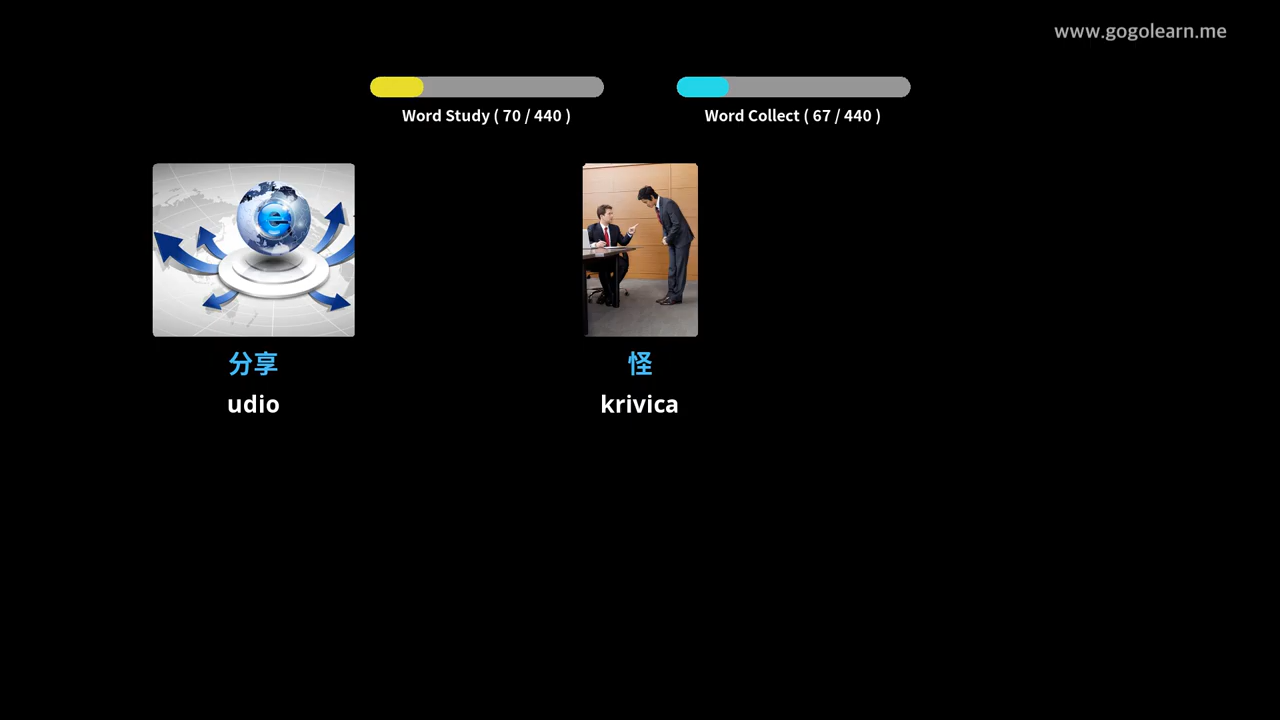 www.gogolearn.me
Word Study ( 70 / 440 )
Word Collect ( 67 / 440 )
e
分享
怪
udio
krivica